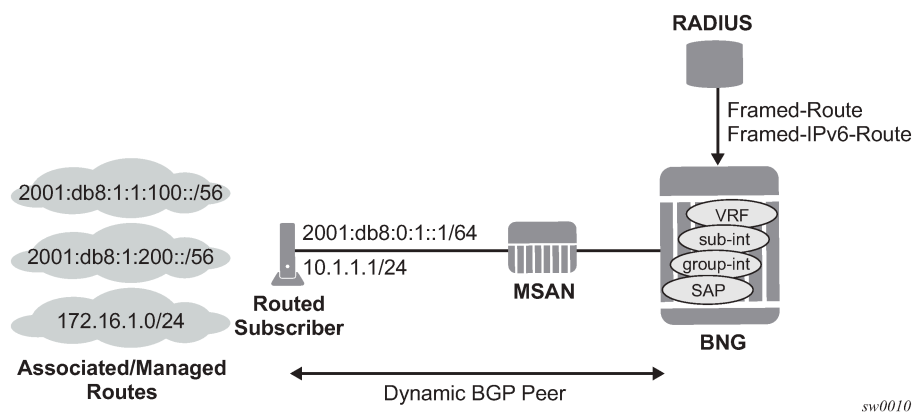 RADIUS
Framed-Route
Framed-IPv6-Route
2001:db8:1:1:100::/56
2001:db8:1:200::/56
172.16.1.0/24
Associated/Managed
Routes
2001:db8:0:1::1/64
10.1.1.1/24
Routed
Subscriber
MSAN
VRF
sub-int
group-int
SAP
BNG
Dynamic BGP Peer
sw0010